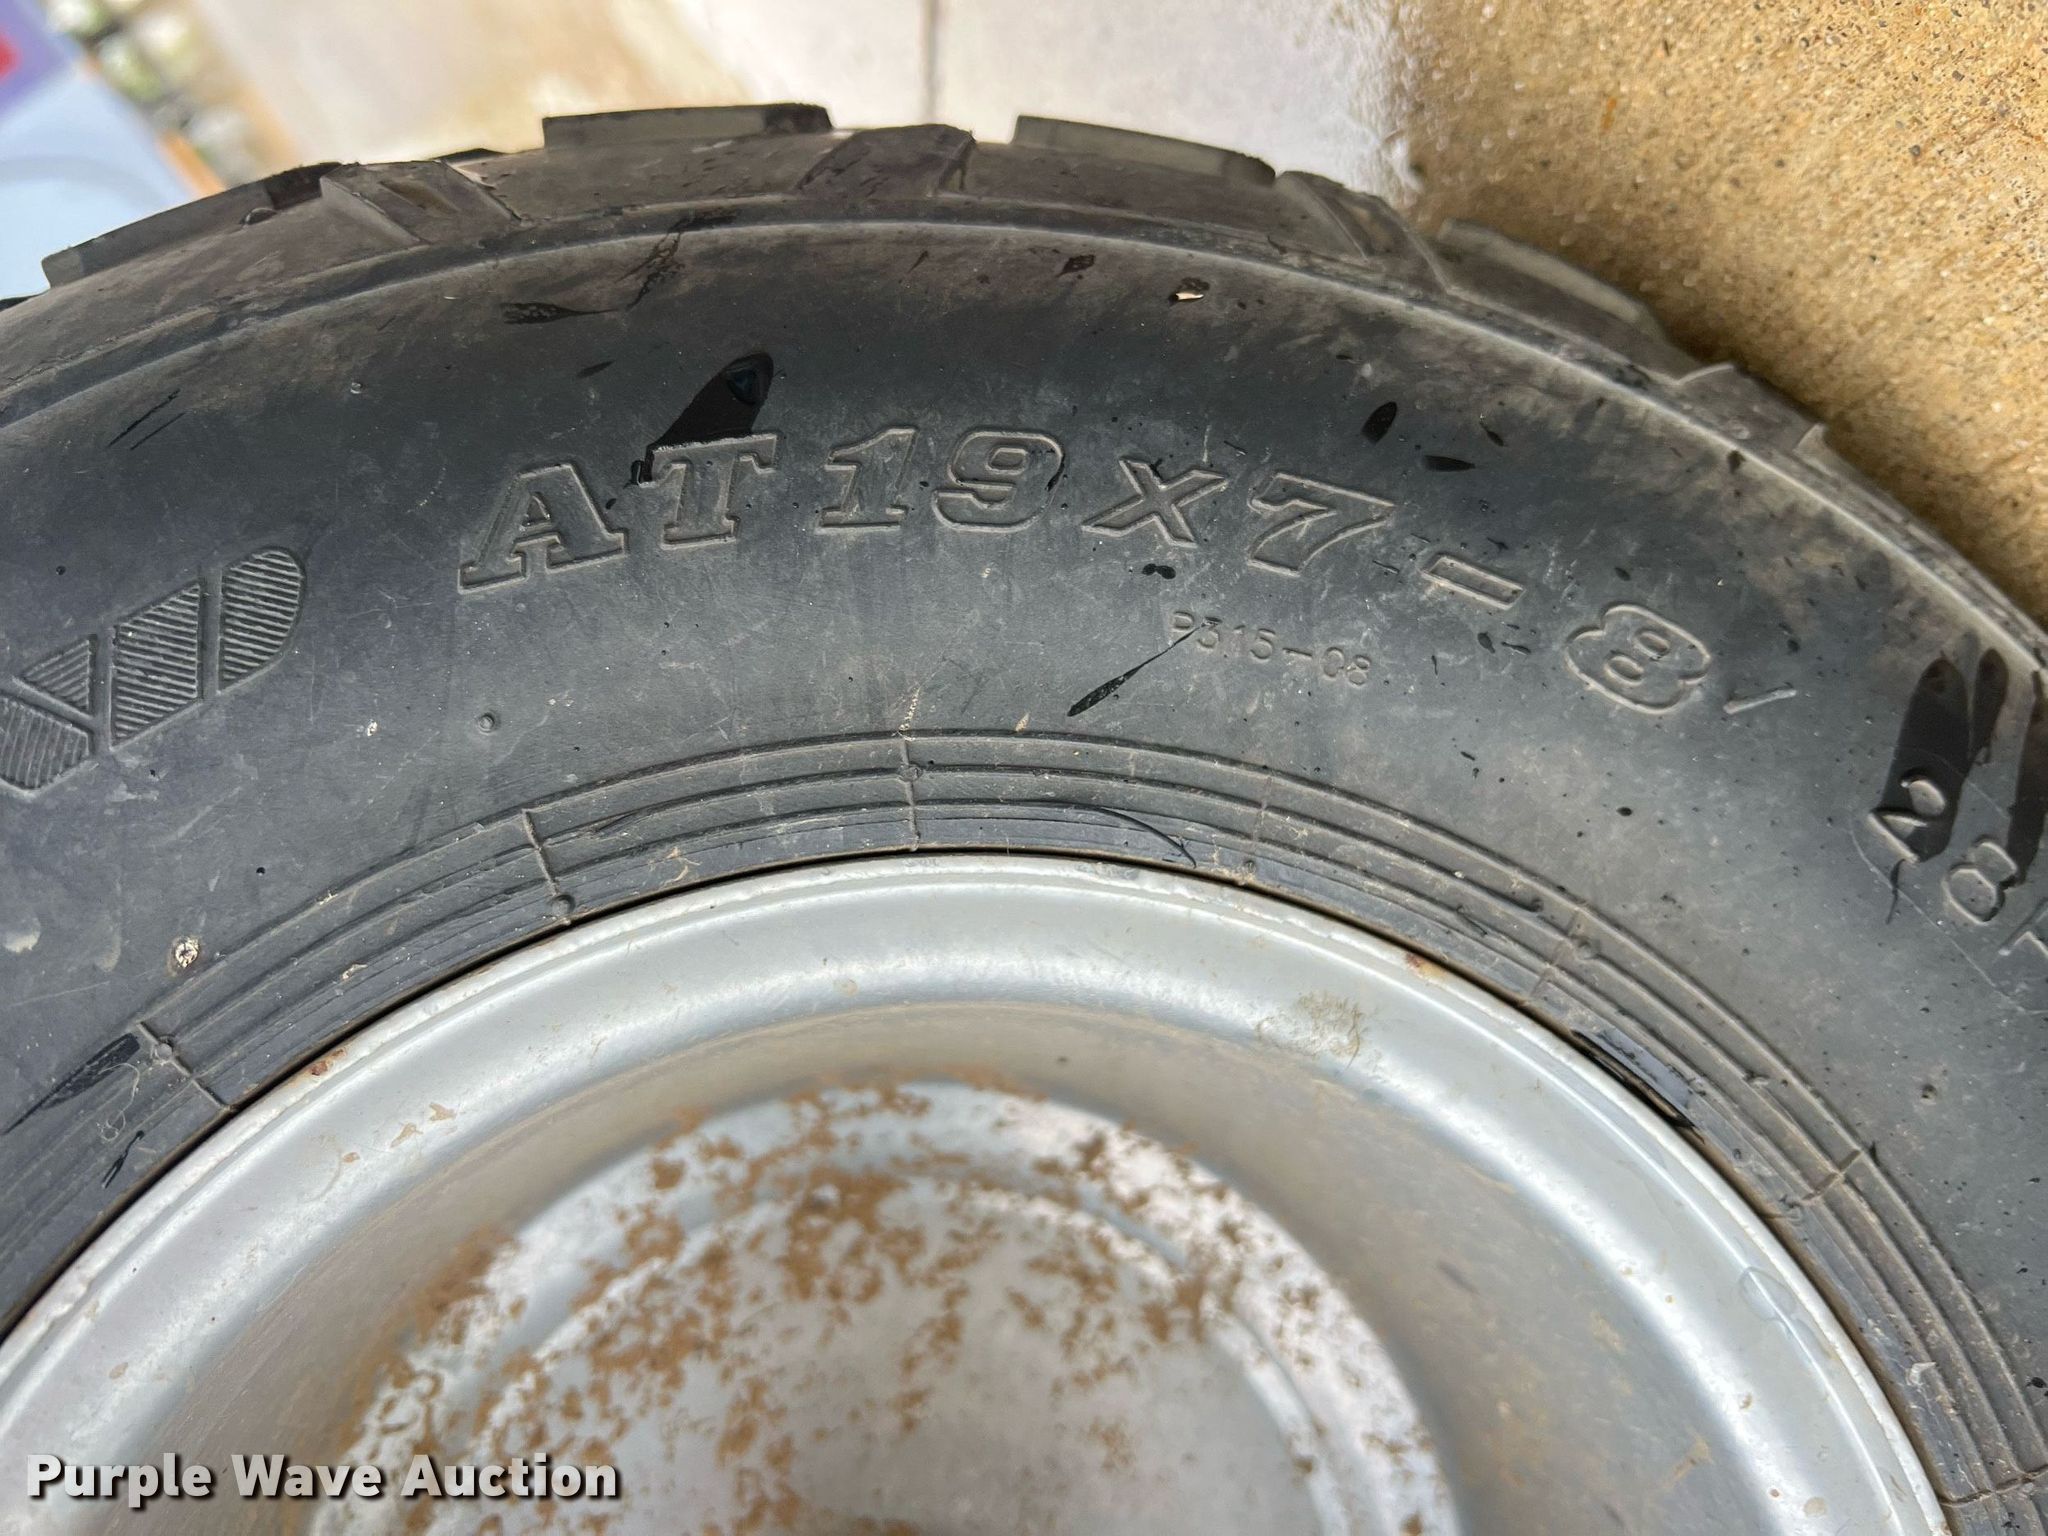 AT 19x7-8
P315-08
Purple Wave Auction